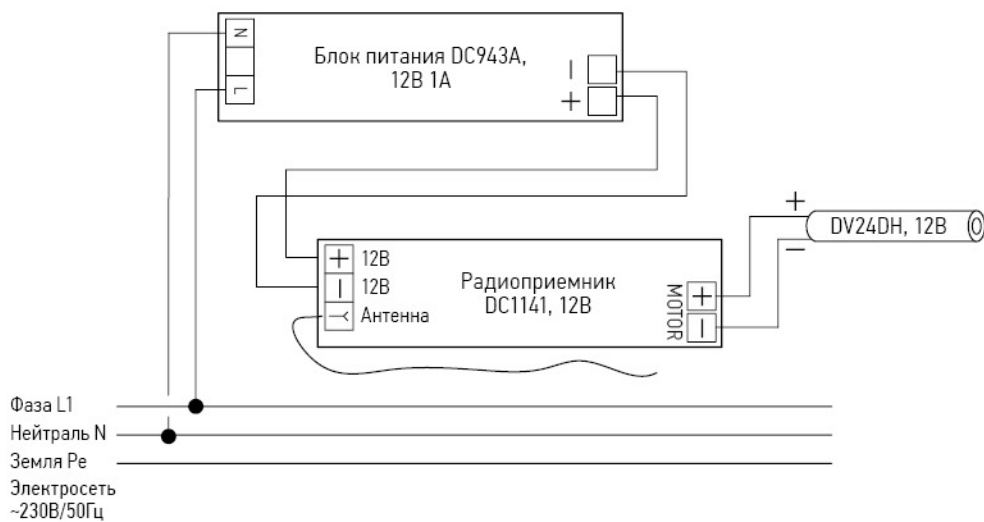 N
L
Блок питания DC943A,
12В 1А
—
+
+
DV24DH, 12В
—
+ 12В
— 12В
Антенна
Радиоприемник
DC1141, 12В
MOTOR
+
—
Фаза L1
Нейтраль N
Земля Pe
Электросеть
~230В/50Гц